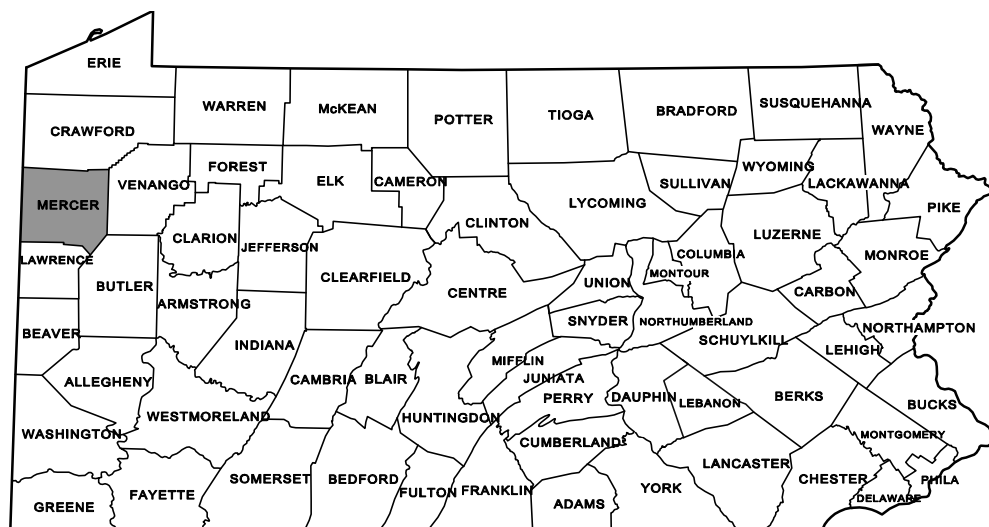 ERIE
CRAWFORD
WARREN
McKEAN
POTTER
TIOGA
BRADFORD
SUSQUEHANNA
WAYNE
MERCER
VENANGO
FOREST
ELK
CAMERON
CLINTON
LYCOMING
SULLIVAN
WYOMING
LACKAWANNA
PIKE
LAWRENCE
BUTLER
CLARION
JEFFERSON
CLEARFIELD
CENTRE
UNION
MONTOUR
COLUMBIA
LUZERNE
MONROE
CARBON
BEAVER
ARMSTRONG
INDIANA
SNYDER
NORTHUMBERLAND
SCHUYLKILL
NORTHAMPTON
LEHIGH
ALLEGHENY
CAMBRIA
BLAIR
MIFFLIN
JUNIATA
PERRY
DAUPHIN
LEBANON
BERKS
BUCKS
WASHINGTON
WESTMORELAND
HUNTINGDON
CUMBERLAND
MONTGOMERY
GREENE
FAYETTE
SOMERSET
BEDFORD
FULTON
FRANKLIN
ADAMS
YORK
LANCASTER
CHESTER
DELAWARE
PHILA